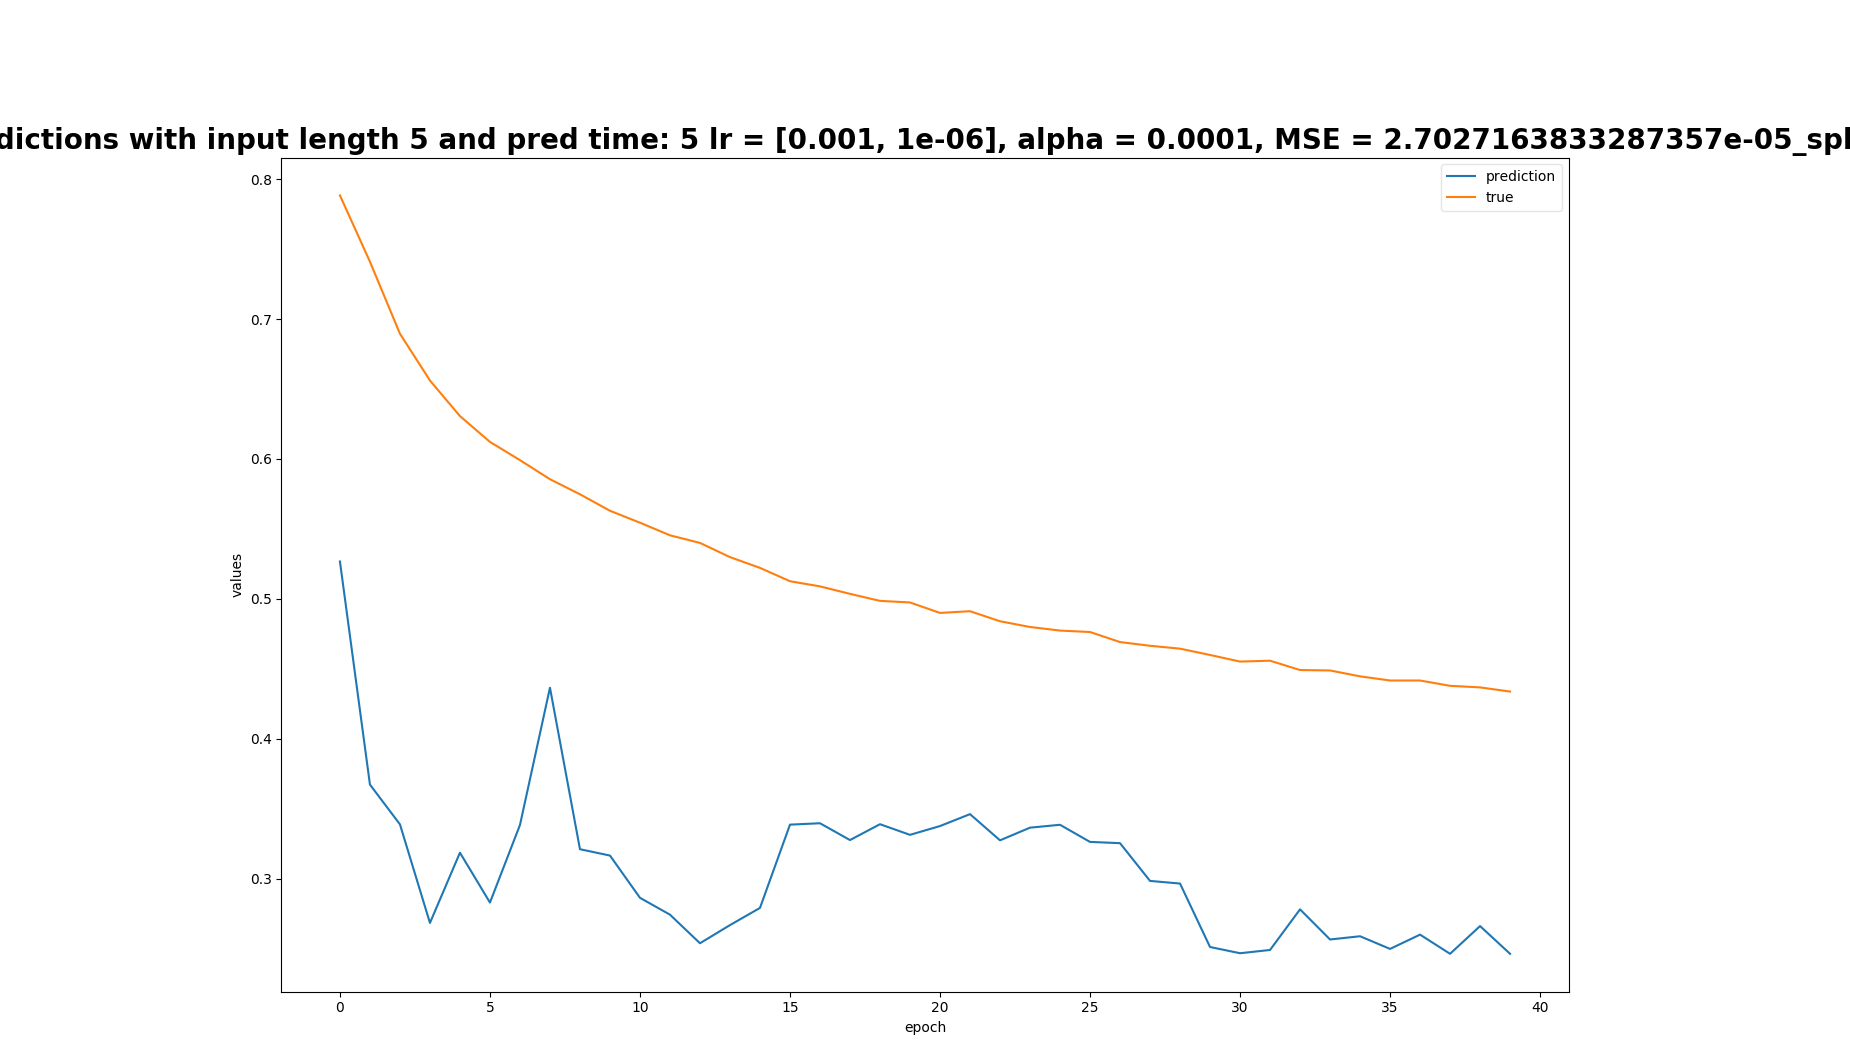 dictions with input length 5 and pred time: 5 lr = [0.001, 1e-06], alpha = 0.0001, MSE = 2.7027163833287357e-05_spl
prediction
true
0.8
0.7
0.6
0.5
0.4
0.3
values
0 5 10 15 20 25 30 35 40
epoch